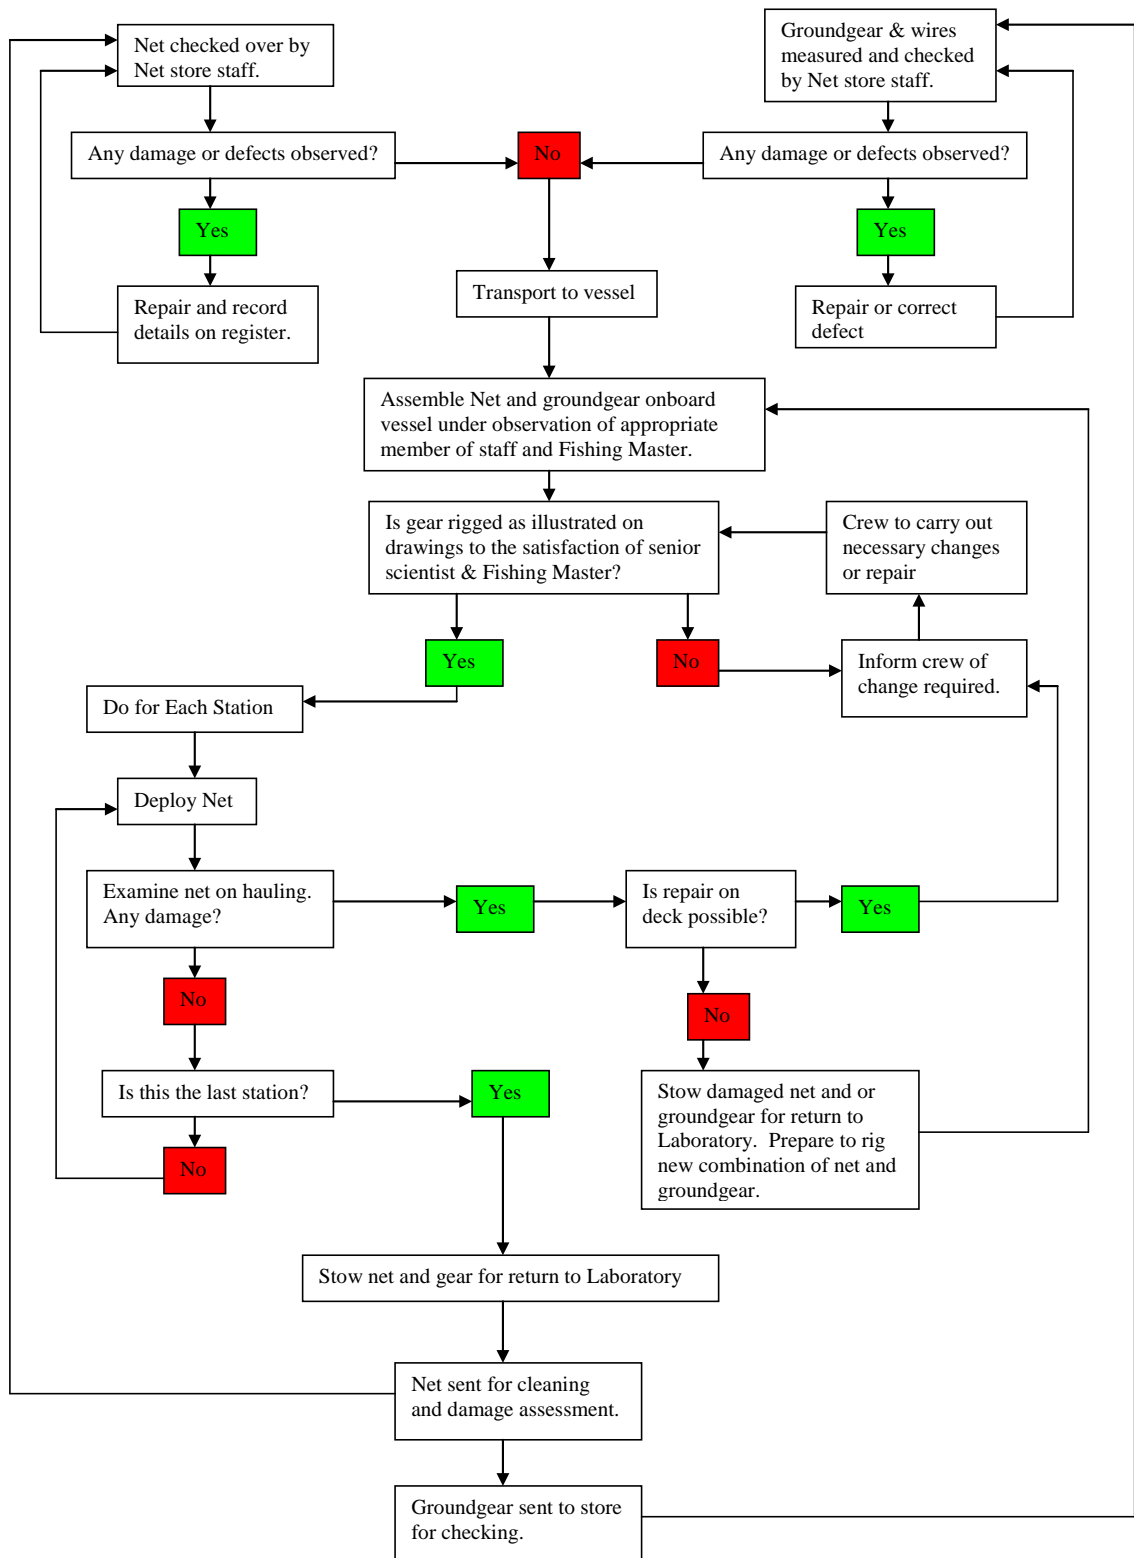 Net checked over by
Net store staff.
Groundgear & wires
measured and checked
by Net store staff.
Any damage or defects observed?
No
Any damage or defects observed?
Yes
Yes
Repair and record
details on register.
Transport to vessel
Repair or correct
defect
Assemble Net and groundgear onboard
vessel under observation of appropriate
member of staff and Fishing Master.
Is gear rigged as illustrated on
drawings to the satisfaction of senior
scientist & Fishing Master?
Crew to carry out
necessary changes
or repair
Yes
No
Inform crew of
change required.
Do for Each Station
Deploy Net
Examine net on hauling.
Any damage?
Yes
Is repair on
deck possible?
Yes
No
No
Is this the last station?
Yes
Stow damaged net and or
groundgear for return to
Laboratory.  Prepare to rig
new combination of net and
groundgear.
No
Stow net and gear for return to Laboratory
Net sent for cleaning
and damage assessment.
Groundgear sent to store
for checking.